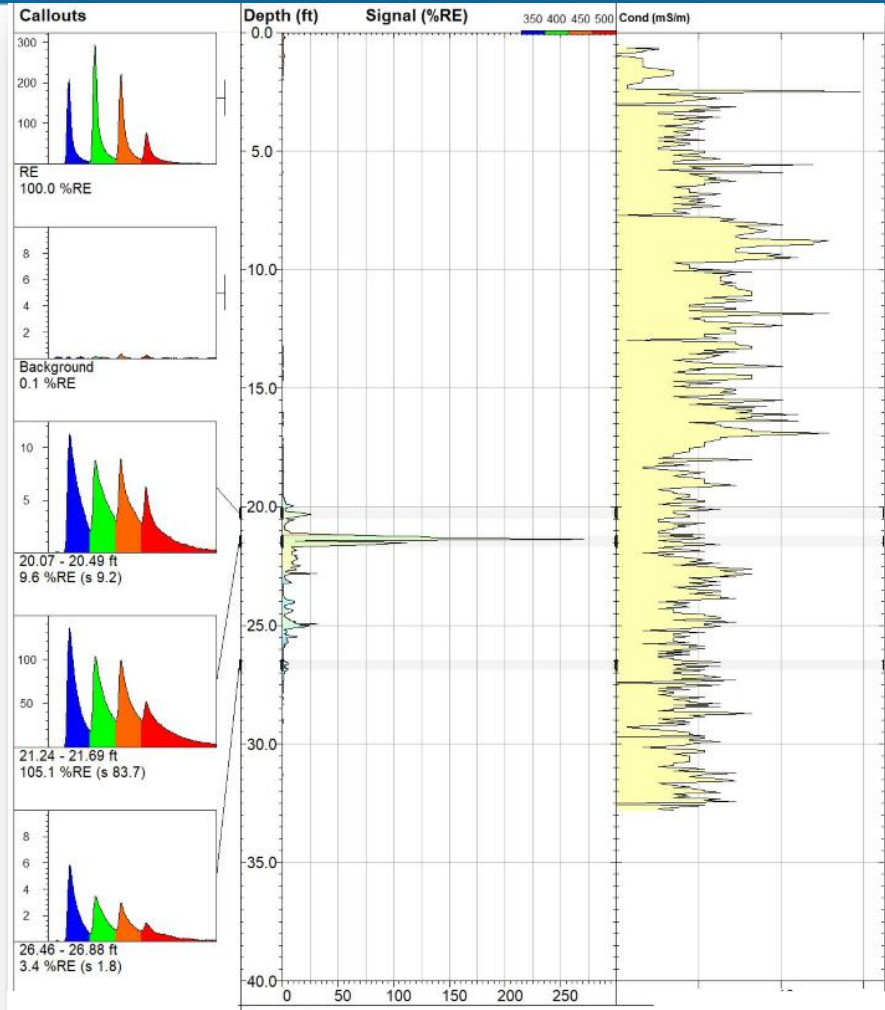 Callouts
Depth (ft)
Signal (%RE)
350 400 450 500
Cond (mS/m)
300
200
100
RE
100.0 %RE
8
6
4
2
Background
0.1 %RE
10
5
20.07 - 20.49 ft
9.6 %RE (s 9.2)
100
50
21.24 - 21.69 ft
105.1 %RE (s 83.7)
8
6
4
2
26.46 - 26.88 ft
3.4 %RE (s 1.8)
0.0
5.0
10.0
15.0
20.0
25.0
30.0
35.0
40.0
0 50 100 150 200 250